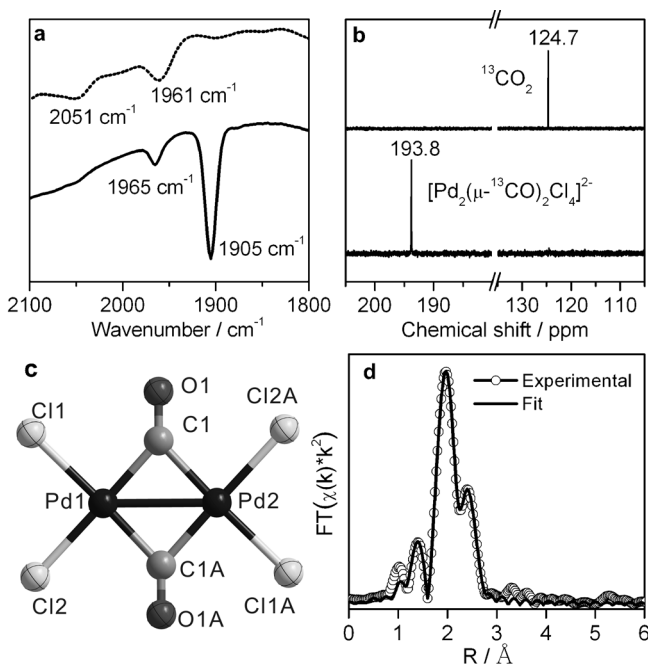 a
2051 cm-1
1961 cm-1
1965 cm-1
1905 cm-1
2100 2000 1900 1800
Wavenumber / cm-1
b
124.7
13CO2
193.8
[Pd2(μ-13CO)2Cl4]2-
205 195 130 120 110
Chemical shift / ppm
c
O1
Cl1
C1
Cl2A
Pd1
Pd2
Cl2
C1A
Cl1A
O1A
d
Experimental
Fit
FT(χ(k)*k2)
0 1 2 3 4 5 6
R / Å